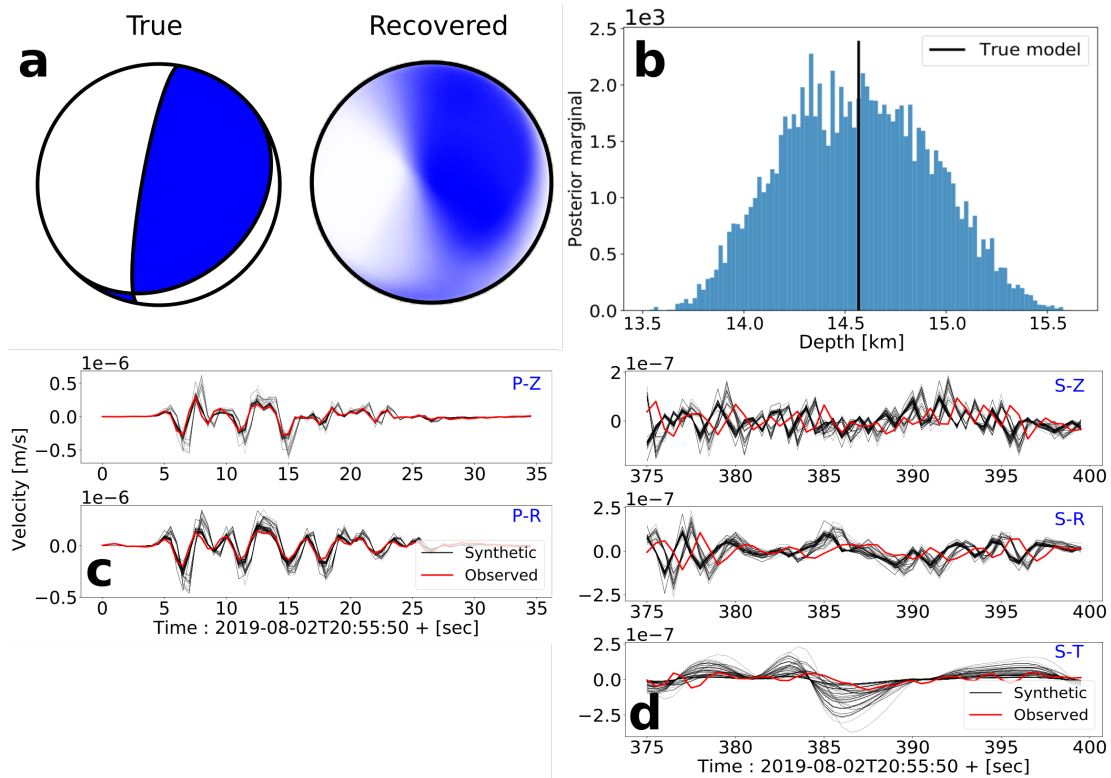 True
Recovered
a
1e3
b
True model
2.5
2.0
1.5
1.0
0.5
0.0
Posterior marginal
13.5 14.0 14.5 15.0 15.5
Depth [km]
1e−6
P-Z
0.5
0.0
−0.5
0 5 10 15 20 25 30 35
1e−6
P-R
0.0
−0.5
Velocity [m/s]
c
Synthetic
Observed
0 5 10 15 20 25 30 35
Time : 2019-08-02T20:55:50 + [sec]
1e−7
S-Z
2
0
375 380 385 390 395 400
1e−7
S-R
2.5
0.0
−2.5
375 380 385 390 395 400
1e−7
S-T
2.5
0.0
−2.5
d
Synthetic
Observed
375 380 385 390 395 400
Time : 2019-08-02T20:55:50 + [sec]